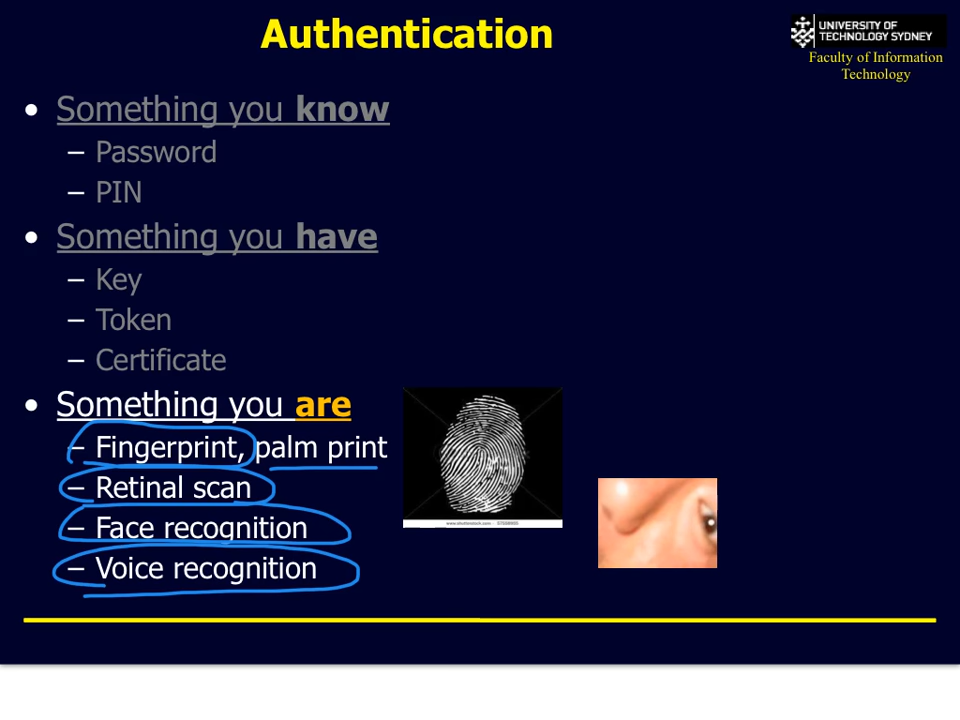 Authentication
UNIVERSITY OF
TECHNOLOGY SYDNEY
Faculty of Information
Technology
• Something you know
– Password
– PIN
• Something you have
– Key
– Token
– Certificate
• Something you are
– Fingerprint, palm print
– Retinal scan
– Face recognition
– Voice recognition